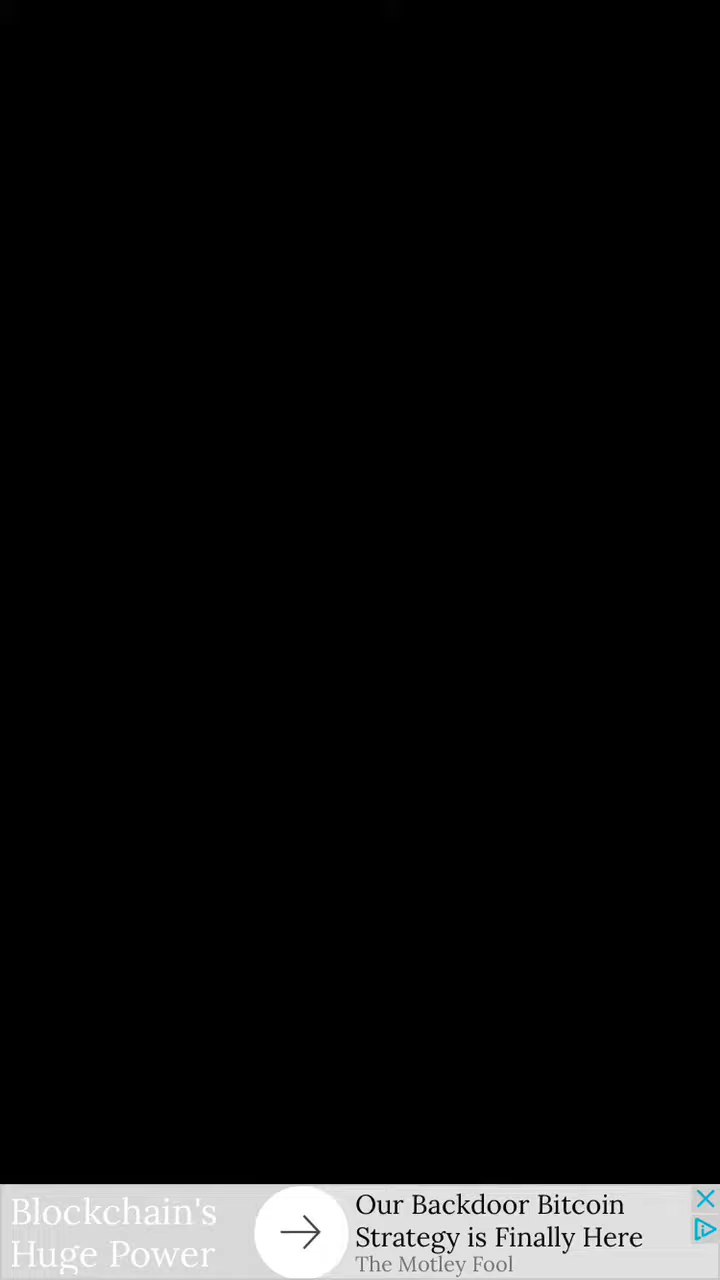 Blockchain's
Huge Power
Our Backdoor Bitcoin
Strategy is Finally Here
The Motley Fool